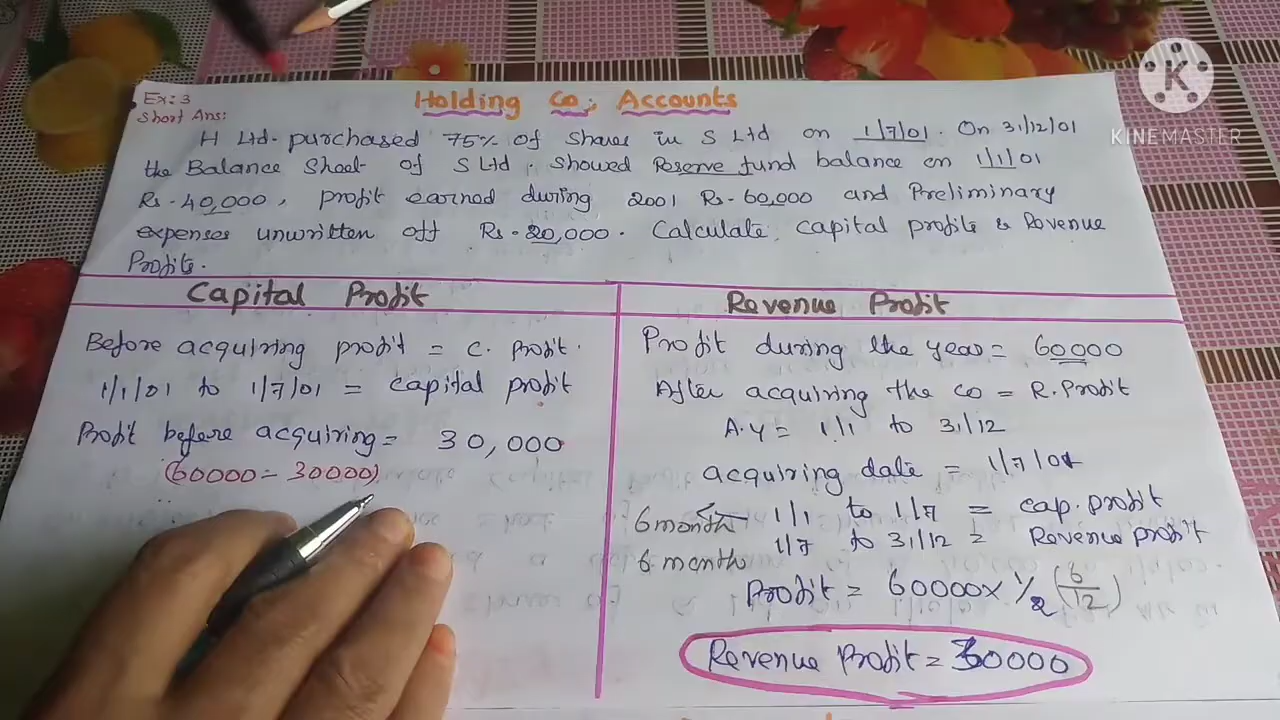 Ex: 3
Short Ans:
Holding Co; Accounts
H Ltd. purchased 75% of Shares in S Ltd on 1/7/01. On 31/12/01
the Balance Sheet of S Ltd. Showed Reserve fund balance on 1/1/01
Rs. 40,000, profit earned during 2001 Rs. 60,000 and Preliminary
expenses unwritten off Rs. 20,000. Calculate capital profits & Revenue
Profits.
Capital Profit
Before acquiring profit = C. Profit.
1/1/01 to 1/7/01 = capital profit
Profit before acquiring = 30,000
(60000 - 30000)
Revenue Profit
Profit during the year = 60000
After acquiring the co = R. Profit
A.Y = 1/1 to 31/12
acquiring date = 1/7/01
6 months 1/1 to 1/7 = cap. profit
1/7 to 31/12 = Revenue profit
6 months
Profit = 60000 x 1/2 (6/12)
Revenue Profit = 30000
K
KINEMASTER